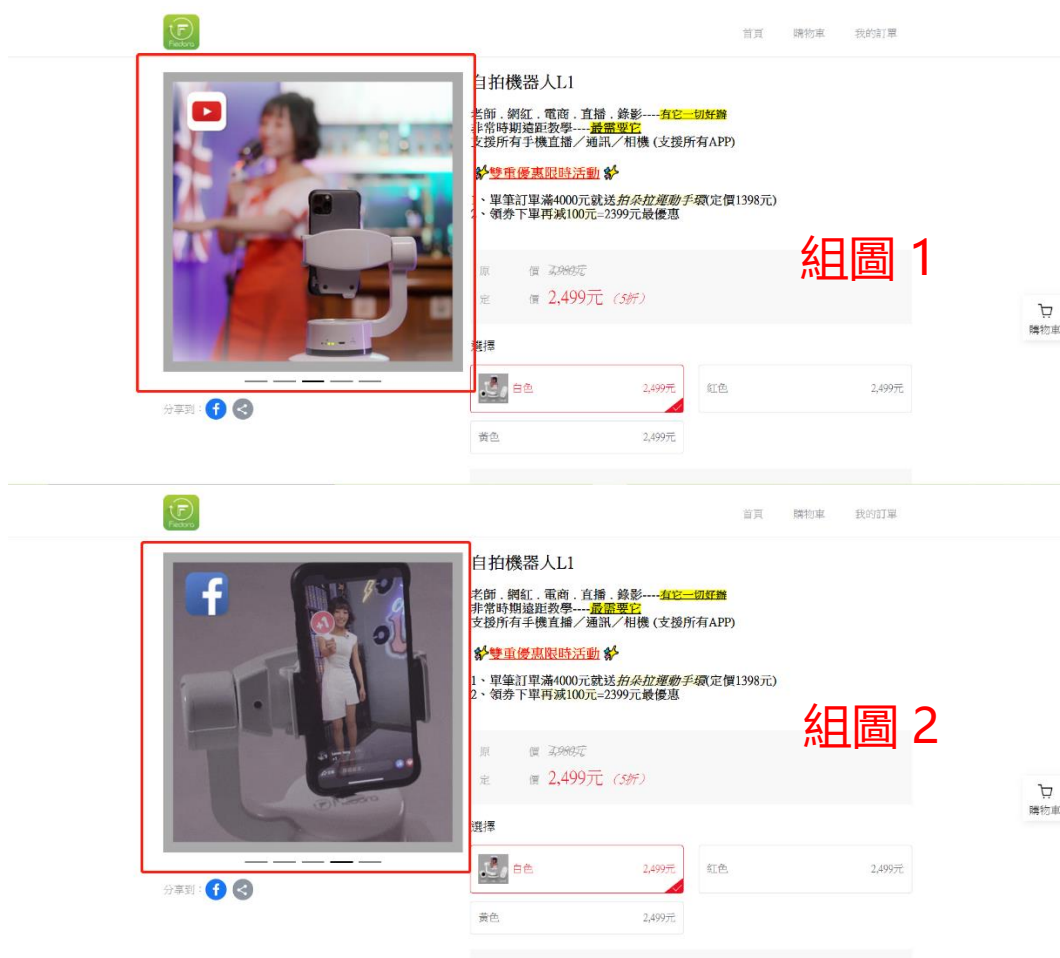 Fiedora
首頁 購物車 我的訂單
自拍機器人L1
老師 . 網紅 . 電商 . 直播 . 錄影----有它一切好辦
非常時期遠距教學----最需要它
支援所有手機直播／通訊／相機 (支援所有APP)
雙重優惠限時活動
1、單筆訂單滿4000元就送拍朵拉運動手環(定價1398元)
2、領券下單再減100元=2399元最優惠
組圖 1
原 價
定 價 2,499元 (5折)
購物車
選擇
白色 2,499元 紅色 2,499元
分享到：
黃色 2,499元
Fiedora
首頁 購物車 我的訂單
自拍機器人L1
老師 . 網紅 . 電商 . 直播 . 錄影----有它一切好辦
非常時期遠距教學----最需要它
支援所有手機直播／通訊／相機 (支援所有APP)
雙重優惠限時活動
+1
1、單筆訂單滿4000元就送拍朵拉運動手環(定價1398元)
2、領券下單再減100元=2399元最優惠
組圖 2
原 價
定 價 2,499元 (5折)
Fiedora
購物車
選擇
白色 2,499元 紅色 2,499元
分享到：
黃色 2,499元